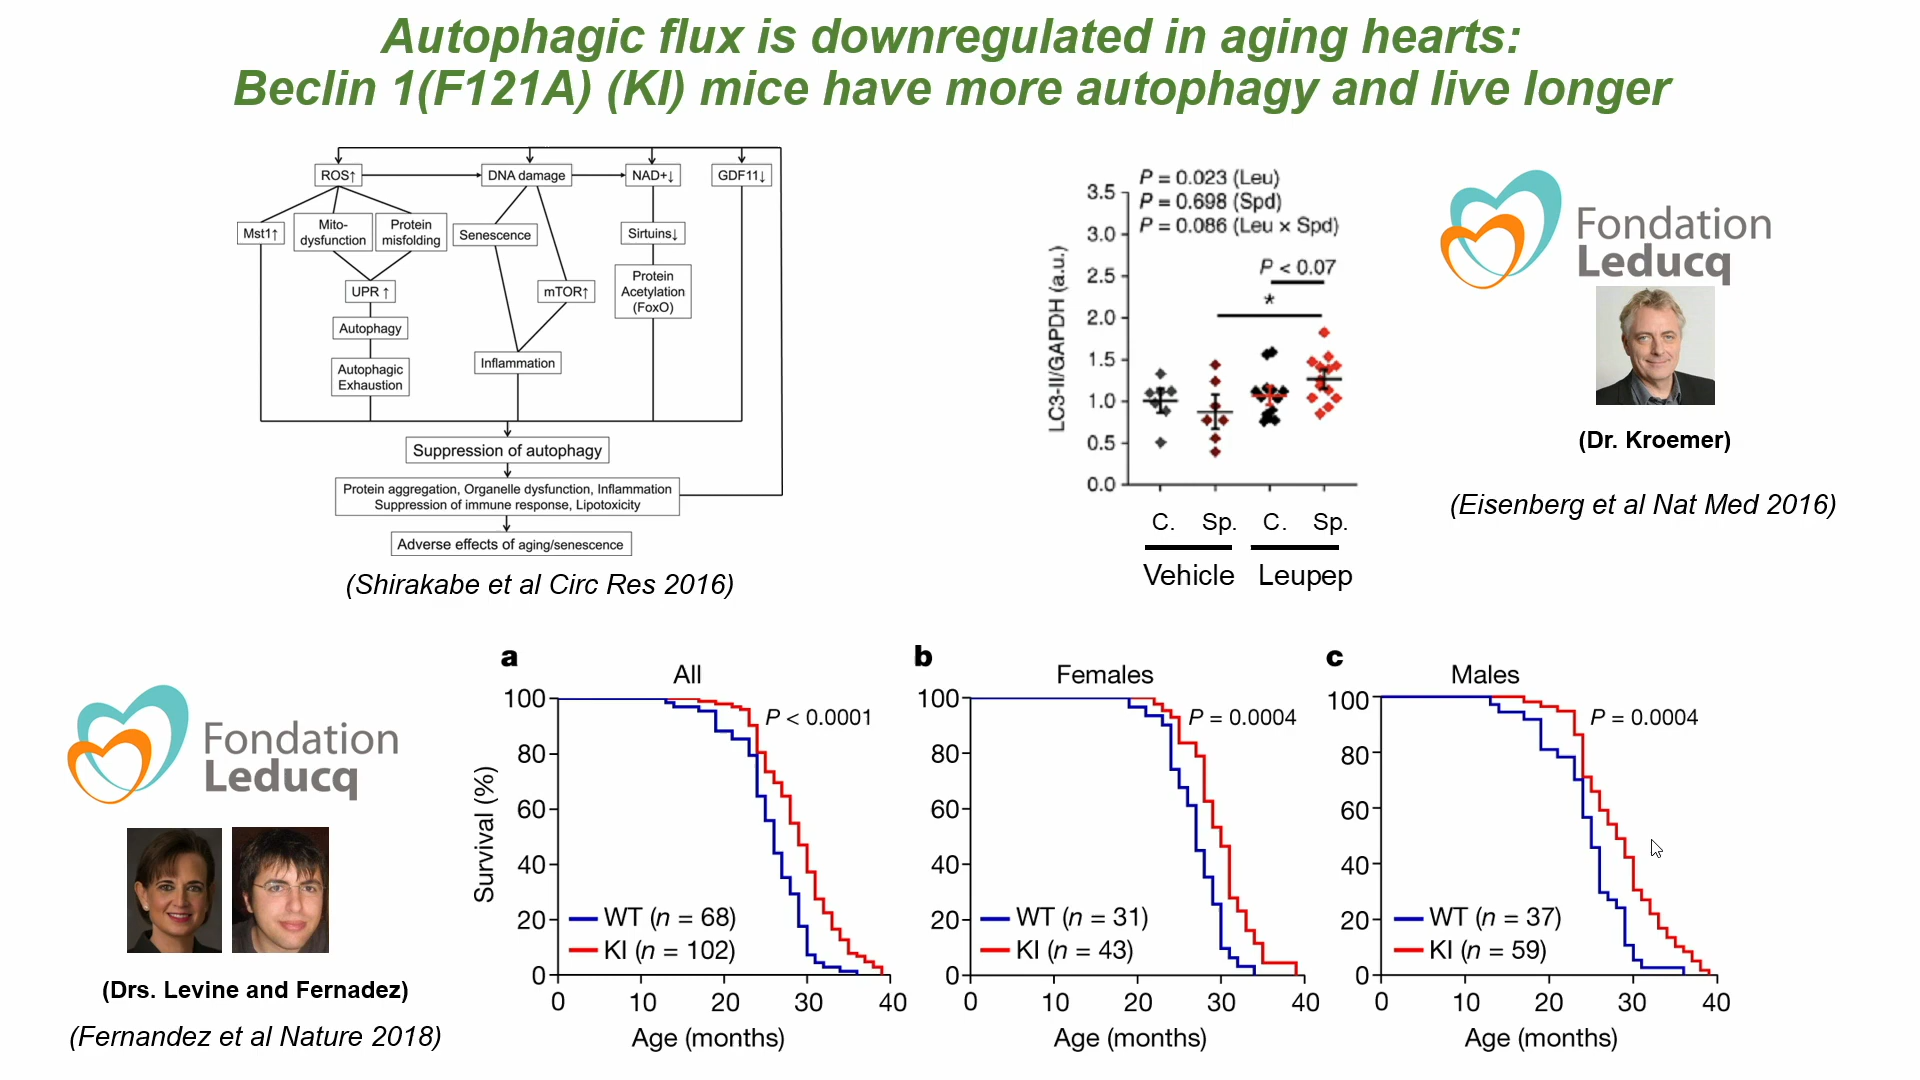 Autophagic flux is downregulated in aging hearts:
Beclin 1(F121A) (KI) mice have more autophagy and live longer
ROS↑
DNA damage
NAD+↓
GDF11↓
Mst1↑
Mito-
dysfunction
Protein
misfolding
Senescence
Sirtuins↓
UPR ↑
mTOR↑
Protein
Acetylation
(FoxO)
Autophagy
Autophagic
Exhaustion
Inflammation
Suppression of autophagy
Protein aggregation, Organelle dysfunction, Inflammation
Suppression of immune response, Lipotoxicity
Adverse effects of aging/senescence
(Shirakabe et al Circ Res 2016)
P = 0.023 (Leu)
P = 0.698 (Spd)
P = 0.086 (Leu × Spd)
P < 0.07
*
LC3-II/GAPDH (a.u.)
3.5
3.0
2.5
2.0
1.5
1.0
0.5
0.0
C. Sp. C. Sp.
Vehicle Leupep
Fondation
Leducq
(Dr. Kroemer)
(Eisenberg et al Nat Med 2016)
Fondation
Leducq
(Drs. Levine and Fernadez)
(Fernandez et al Nature 2018)
a
All
P < 0.0001
Survival (%)
100
80
60
40
20
0
WT (n = 68)
KI (n = 102)
0 10 20 30 40
Age (months)
b
Females
P = 0.0004
100
80
60
40
20
0
WT (n = 31)
KI (n = 43)
0 10 20 30 40
Age (months)
c
Males
P = 0.0004
100
80
60
40
20
0
WT (n = 37)
KI (n = 59)
0 10 20 30 40
Age (months)